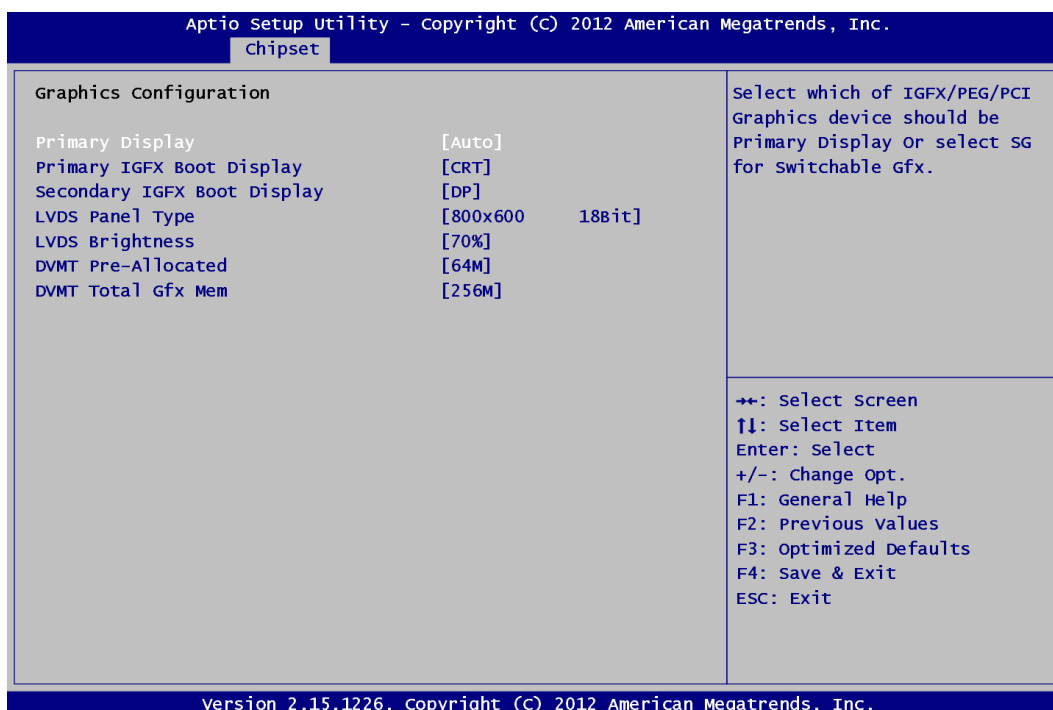 Aptio Setup Utility – Copyright (C) 2012 American Megatrends, Inc.
Chipset
Graphics Configuration
Primary Display [Auto]
Primary IGFX Boot Display [CRT]
Secondary IGFX Boot Display [DP]
LVDS Panel Type [800x600 18Bit]
LVDS Brightness [70%]
DVMT Pre-Allocated [64M]
DVMT Total Gfx Mem [256M]
Select which of IGFX/PEG/PCI
Graphics device should be
Primary Display Or select SG
for Switchable Gfx.
→←: Select Screen
↑↓: Select Item
Enter: Select
+/-: Change Opt.
F1: General Help
F2: Previous Values
F3: Optimized Defaults
F4: Save & Exit
ESC: Exit
Version 2.15.1226. Copyright (C) 2012 American Megatrends, Inc.